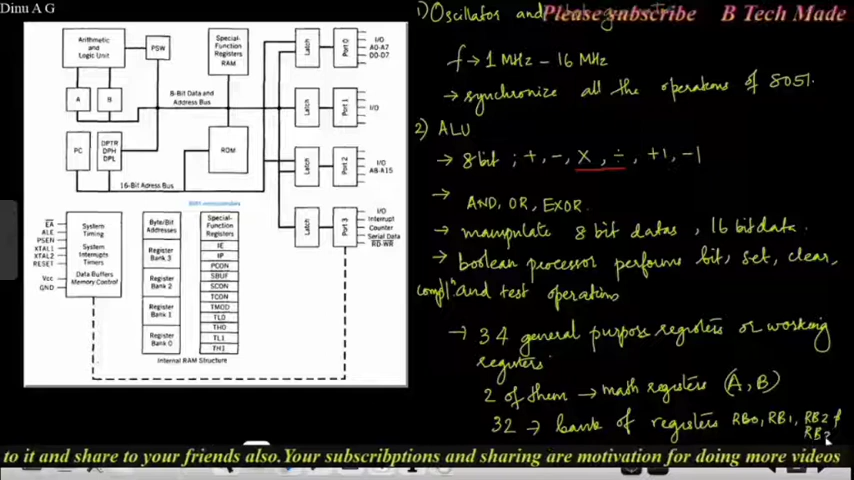 Dinu A G
Please subscribe B Tech Made
1) Oscillator and
f → 1 MHz - 16 MHz
→ synchronize all the operations of 8051.
2) ALU
→ 8 bit ; +, -, X, ÷, +1, -1
→ AND, OR, EXOR.
→ manupulate 8 bit datas, 16 bit data.
→ boolean processor performs bit, set, clear,
compl^n and test operations
→ 34 general purpose registers or working
registers.
2 of them → math registers (A, B)
32 → bank of registers RB0, RB1, RB2 &
RB3
Arithmetic
and
Logic Unit
PSW
Special-
Function
Registers
RAM
Latch
Port 0
I/O
A0-A7
D0-D7
A
B
8-Bit Data and
Address Bus
Latch
Port 1
I/O
PC
DPTR
DPH
DPL
ROM
Latch
Port 2
I/O
A8-A15
16-Bit Adress Bus
Latch
Port 3
I/O
Interrupt
Counter
Serial Data
RD-WR
EA
ALE
PSEN
XTAL1
XTAL2
RESET
Vcc
GND
System
Timing
System
Interrupts
Timers
Data Buffers
Memory Control
Byte/Bit
Addresses
Register
Bank 3
Register
Bank 2
Register
Bank 1
Register
Bank 0
Special-
Function
Registers
IE
IP
PCON
SBUF
SCON
TCON
TMOD
TL0
TH0
TL1
TH1
Internal RAM Structure
to it and share to your friends also.Your subscribptions and sharing are motivation for doing more videos